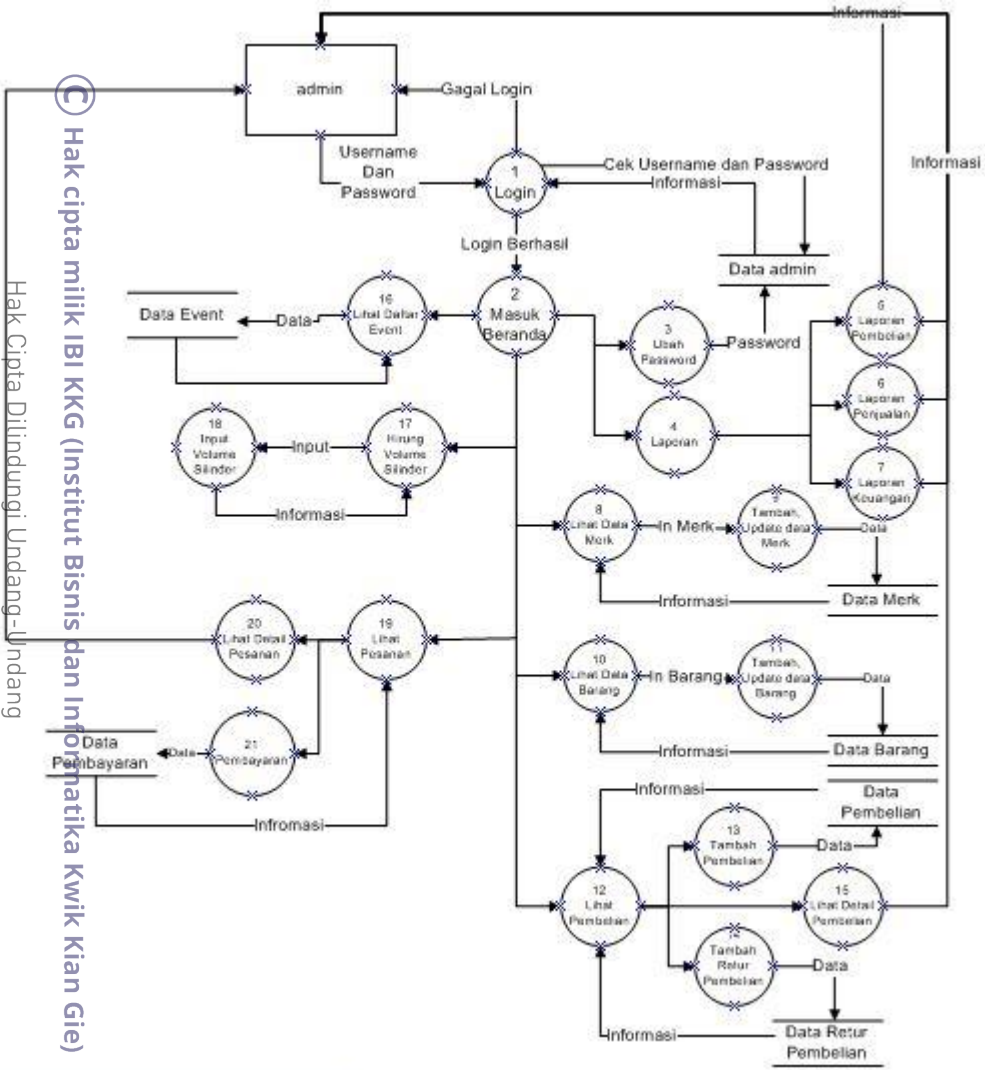 Informasi
admin
Gagal Login
Username
Dan
Password
1
Login
Cek Username dan Password
Informasi
Informasi
Login Berhasil
Data admin
Data Event
Data
16
Lihat Daftar
Event
2
Masuk
Beranda
3
Ubah
Password
Password
5
Laporan
Pembelian
6
Laporan
Penjualan
4
Laporan
7
Laporan
Keuangan
18
Input
Volume
Silinder
Input
17
Hitung
Volume
Silinder
Informasi
8
Lihat Data
Merk
In Merk
9
Tambah,
Update data
Merk
Data
Informasi
Data Merk
20
Lihat Detail
Pesanan
19
Lihat
Pesanan
10
Lihat Data
Barang
In Barang
11
Tambah,
Update data
Barang
Data
Informasi
Data Barang
Data
Pembayaran
Data
21
Pembayaran
Infromasi
Informasi
Data
Pembelian
13
Tambah
Pembelian
Data
12
Lihat
Pembelian
15
Lihat Detail
Pembelian
Tambah
Retur
Pembelian
Data
Informasi
Data Retur
Pembelian
© Hak cipta milik IBI KKG (Institut Bisnis dan Informatika Kwik Kian Gie)
Hak Cipta Dilindungi Undang-Undang